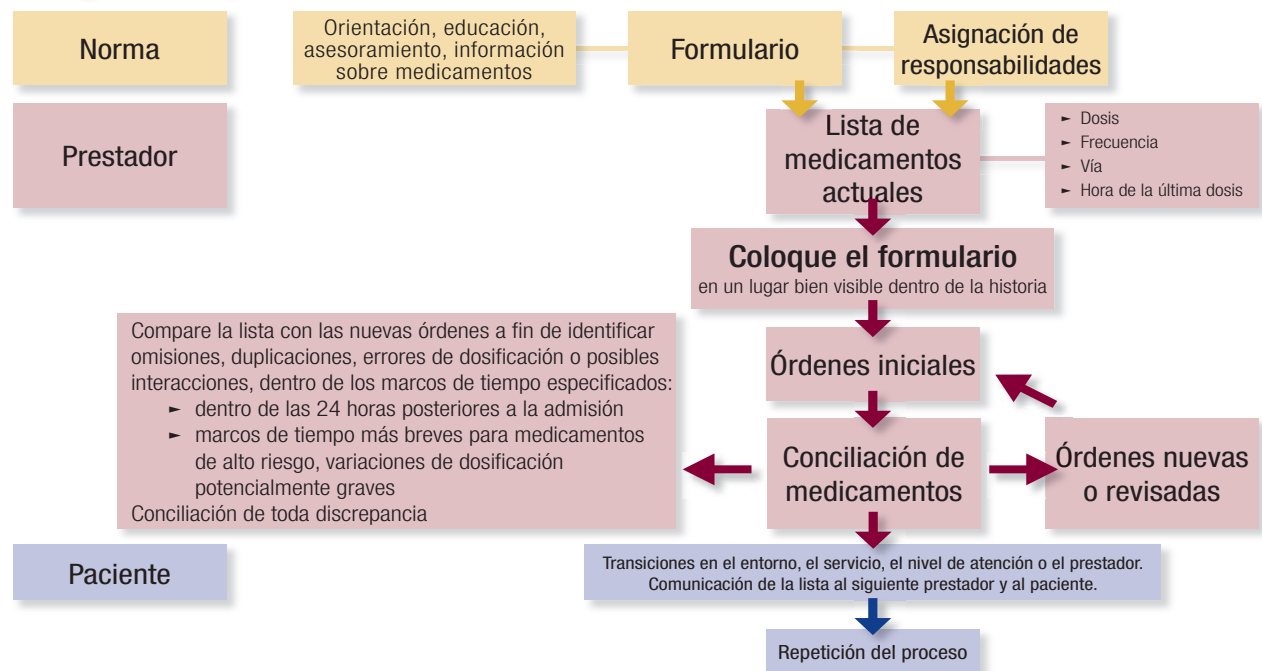 Norma
Orientación, educación,
asesoramiento, información
sobre medicamentos
Formulario
Asignación de
responsabilidades
Prestador
Lista de
medicamentos
actuales
► Dosis
► Frecuencia
► Vía
► Hora de la última dosis
Coloque el formulario
en un lugar bien visible dentro de la historia
Compare la lista con las nuevas órdenes a fin de identificar
omisiones, duplicaciones, errores de dosificación o posibles
interacciones, dentro de los marcos de tiempo especificados:
► dentro de las 24 horas posteriores a la admisión
► marcos de tiempo más breves para medicamentos
de alto riesgo, variaciones de dosificación
potencialmente graves
Conciliación de toda discrepancia
Órdenes iniciales
Conciliación de
medicamentos
Órdenes nuevas
o revisadas
Paciente
Transiciones en el entorno, el servicio, el nivel de atención o el prestador.
Comunicación de la lista al siguiente prestador y al paciente.
Repetición del proceso